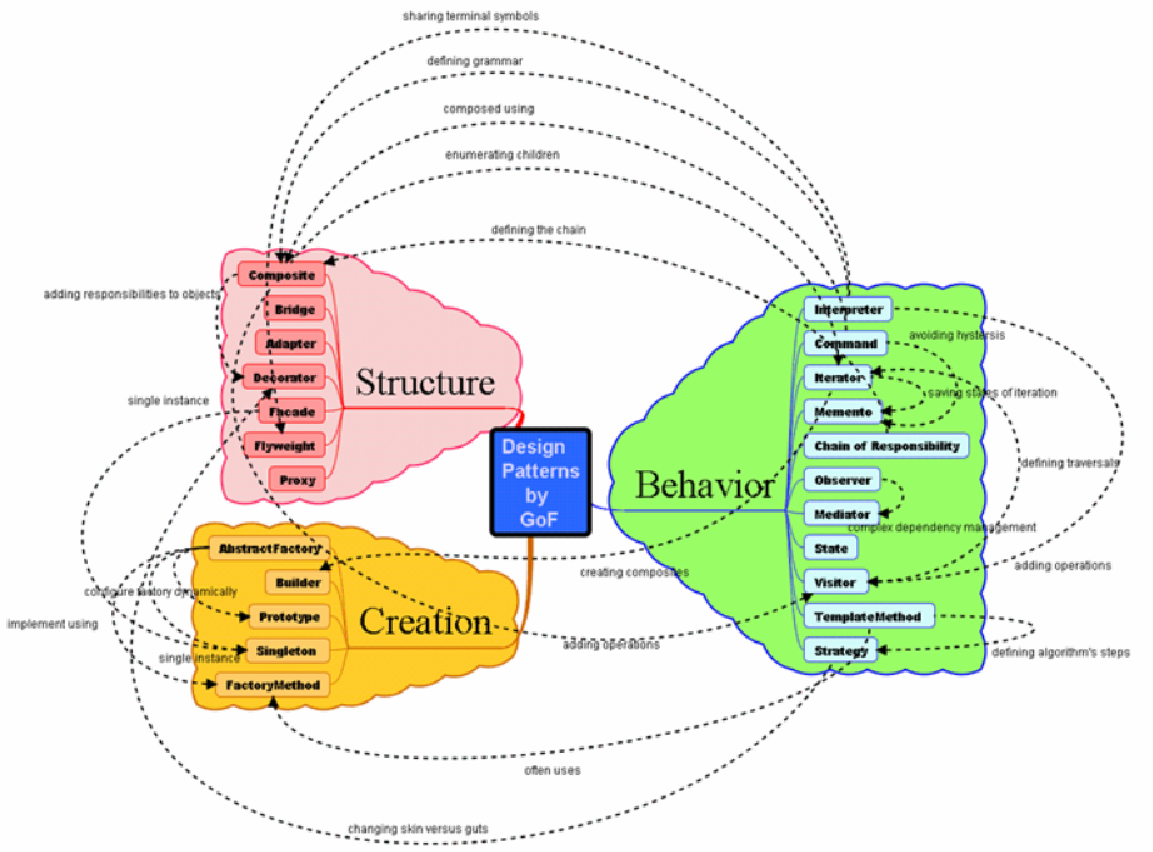 sharing terminal symbols
defining grammar
composed using
enumerating children
defining the chain
Composite
adding responsibilities to objects
Bridge
Adapter
Decorator
single instance
Facade
Flyweight
Proxy
Structure
Design
Patterns
by
GoF
Behavior
Interpreter
avoiding hystersis
Command
Iterator
saving states of iteration
Memento
Chain of Responsibility
defining traversals
Observer
Mediator
complex dependency management
State
adding operations
Visitor
TemplateMethod
Strategy
defining algorithm's steps
AbstractFactory
creating composites
Builder
configure factory dynamically
Prototype
implement using
Creation
Singleton
adding operations
single instance
FactoryMethod
often uses
changing skin versus guts